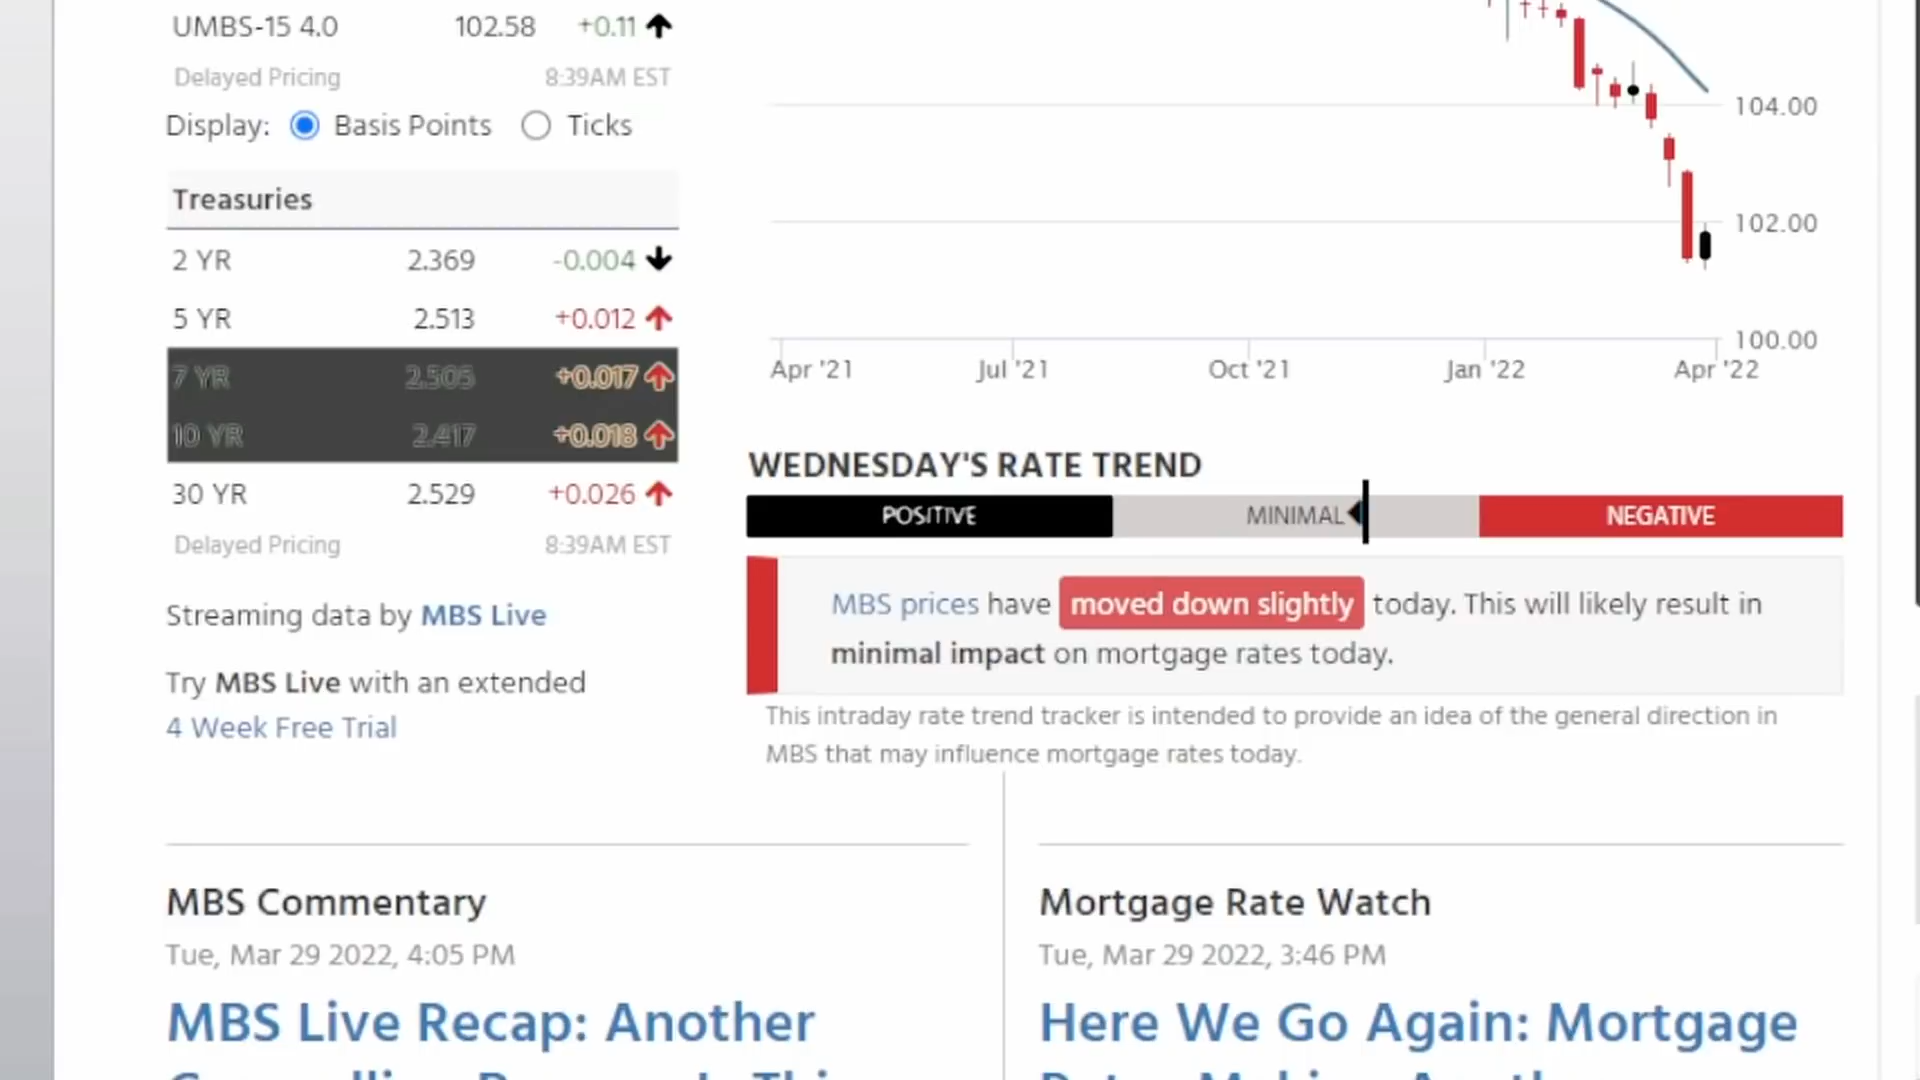 UMBS-15 4.0 102.58 +0.11
Delayed Pricing 8:39AM EST
Display: Basis Points Ticks
Treasuries
2 YR 2.369 -0.004
5 YR 2.513 +0.012
7 YR 2.505 +0.017
10 YR 2.417 +0.018
30 YR 2.529 +0.026
Delayed Pricing 8:39AM EST
Streaming data by MBS Live
Try MBS Live with an extended
4 Week Free Trial
104.00
102.00
100.00
Apr '21 Jul '21 Oct '21 Jan '22 Apr '22
WEDNESDAY'S RATE TREND
POSITIVE MINIMAL NEGATIVE
MBS prices have moved down slightly today. This will likely result in
minimal impact on mortgage rates today.
This intraday rate trend tracker is intended to provide an idea of the general direction in
MBS that may influence mortgage rates today.
MBS Commentary
Tue, Mar 29 2022, 4:05 PM
MBS Live Recap: Another
Mortgage Rate Watch
Tue, Mar 29 2022, 3:46 PM
Here We Go Again: Mortgage